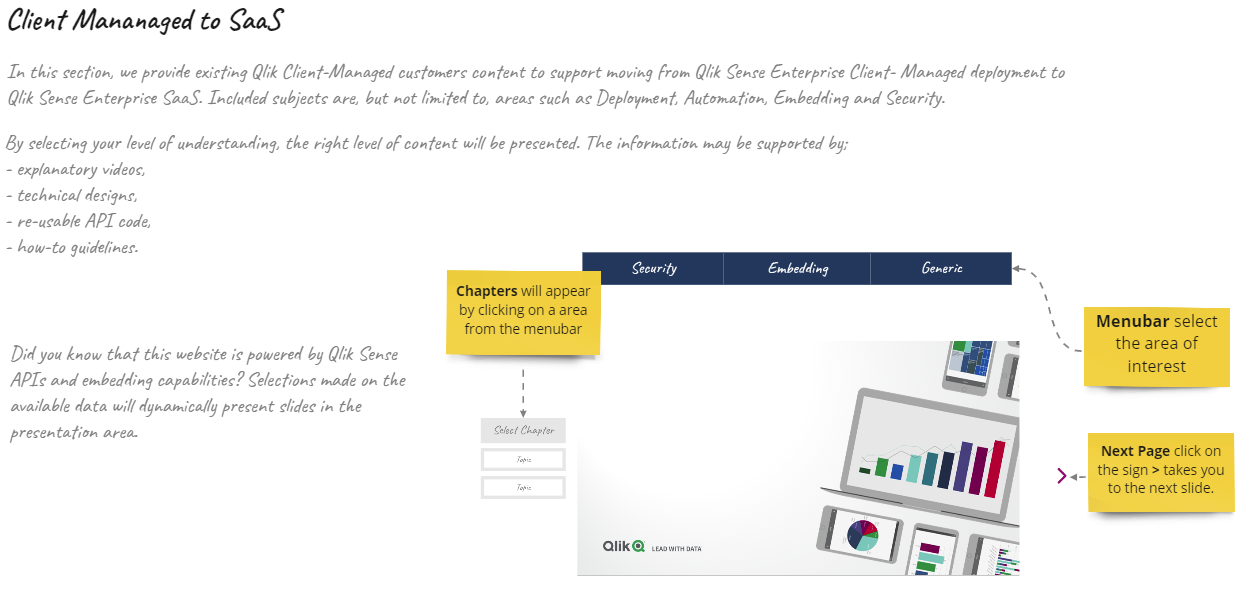 Client Mananaged to SaaS
In this section, we provide existing Qlik Client-Managed customers content to support moving from Qlik Sense Enterprise Client- Managed deployment to
Qlik Sense Enterprise SaaS. Included subjects are, but not limited to, areas such as Deployment, Automation, Embedding and Security.
By selecting your level of understanding, the right level of content will be presented. The information may be supported by;
- explanatory videos,
- technical designs,
- re-usable API code,
- how-to guidelines.
Security Embedding Generic
Chapters will appear
by clicking on a area
from the menubar
Menubar select
the area of
interest
Did you know that this website is powered by Qlik Sense
APIs and embedding capabilities? Selections made on the
available data will dynamically present slides in the
presentation area.
Select Chapter
Topic
Topic
Next Page click on
the sign > takes you
to the next slide.
Qlik LEAD WITH DATA